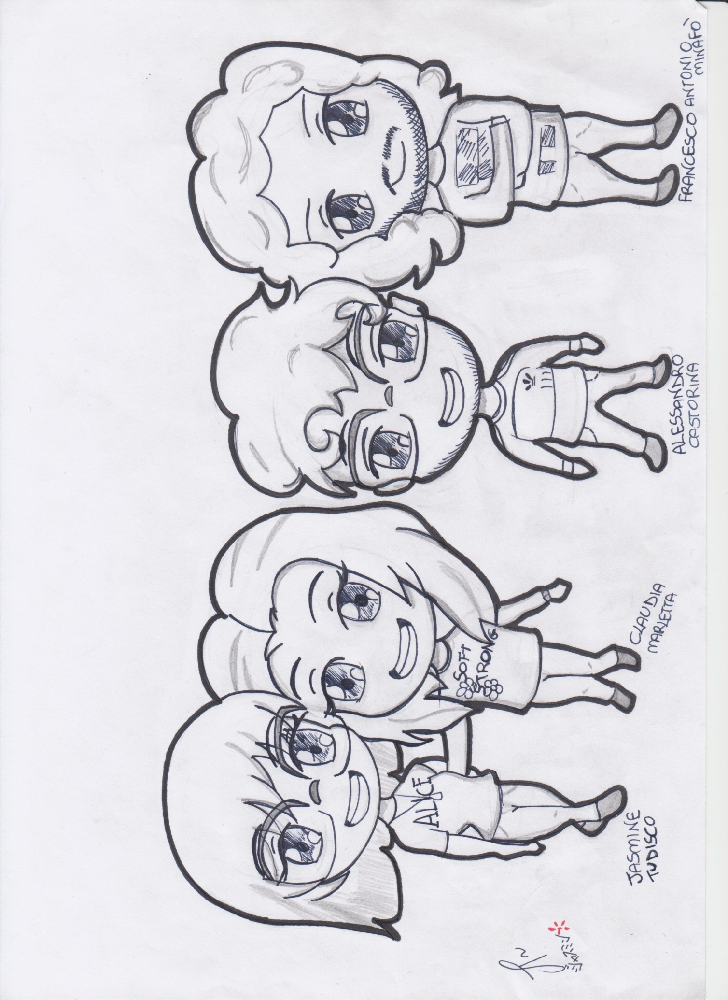 ALICE
SOFT
STRONG
JASMINE
TUDISCO
CLAUDIA
MARLETTA
ALESSANDRO
CASTORINA
FRANCESCO ANTONIO
MINAFÒ